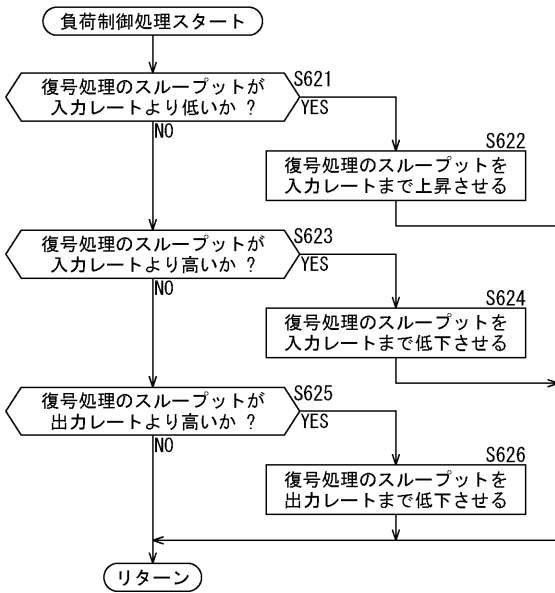 負荷制御処理スタート
復号処理のスループットが
入力レートより低いか ?
S621
YES
NO
S622
復号処理のスループットを
入力レートまで上昇させる
復号処理のスループットが
入力レートより高いか ?
S623
YES
NO
S624
復号処理のスループットを
入力レートまで低下させる
復号処理のスループットが
出力レートより高いか ?
S625
YES
NO
S626
復号処理のスループットを
出力レートまで低下させる
リターン